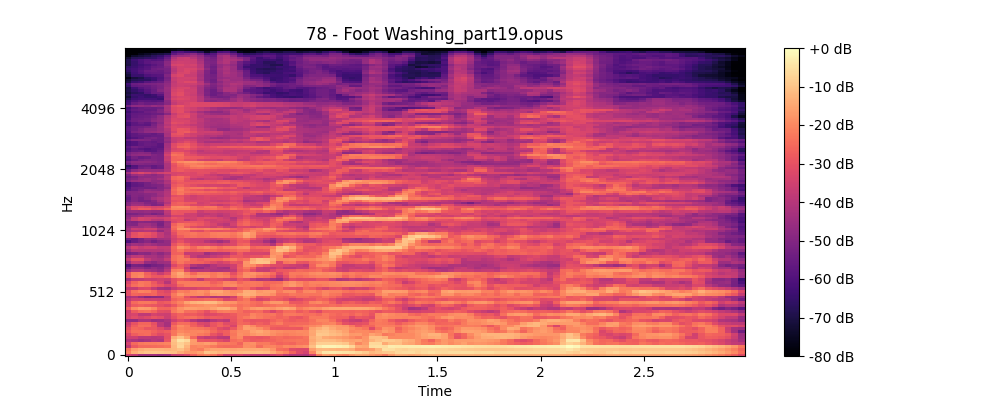 78 - Foot Washing_part19.opus
+0 dB
-10 dB
-20 dB
-30 dB
-40 dB
-50 dB
-60 dB
-70 dB
-80 dB
Hz
4096
2048
1024
512
0
0 0.5 1 1.5 2 2.5
Time